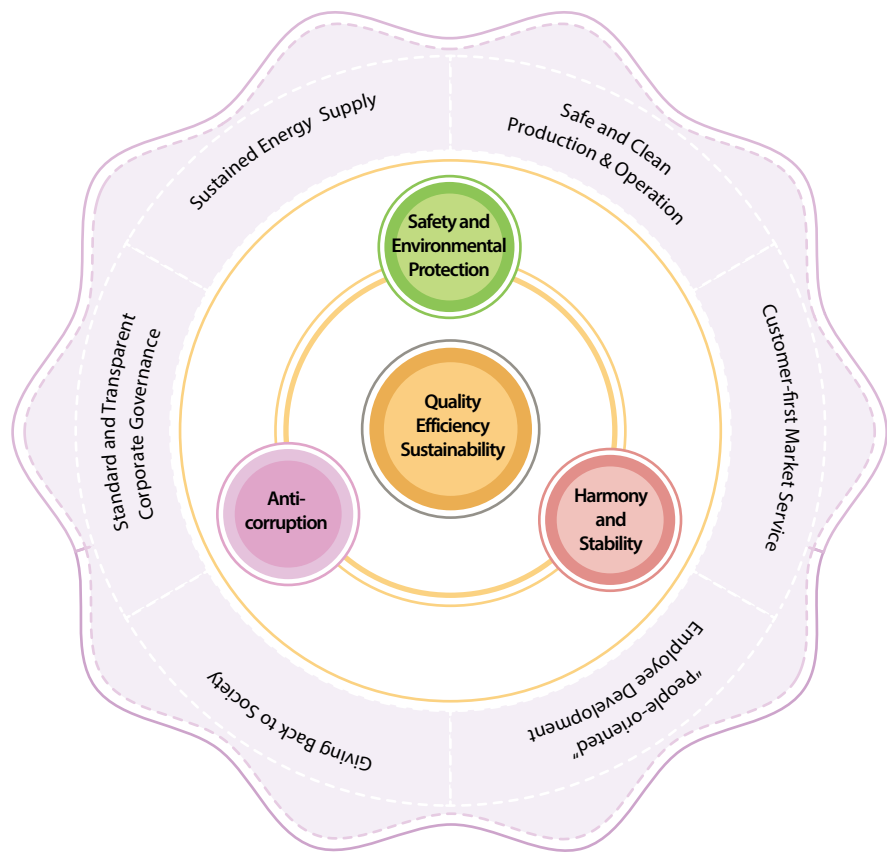 Sustained Energy Supply
Safe and Clean
Production & Operation
Customer-first Market Service
"People-oriented"
Employee Development
Giving Back to Society
Standard and Transparent
Corporate Governance
Safety and
Environmental
Protection
Quality
Efficiency
Sustainability
Anti-
corruption
Harmony
and
Stability